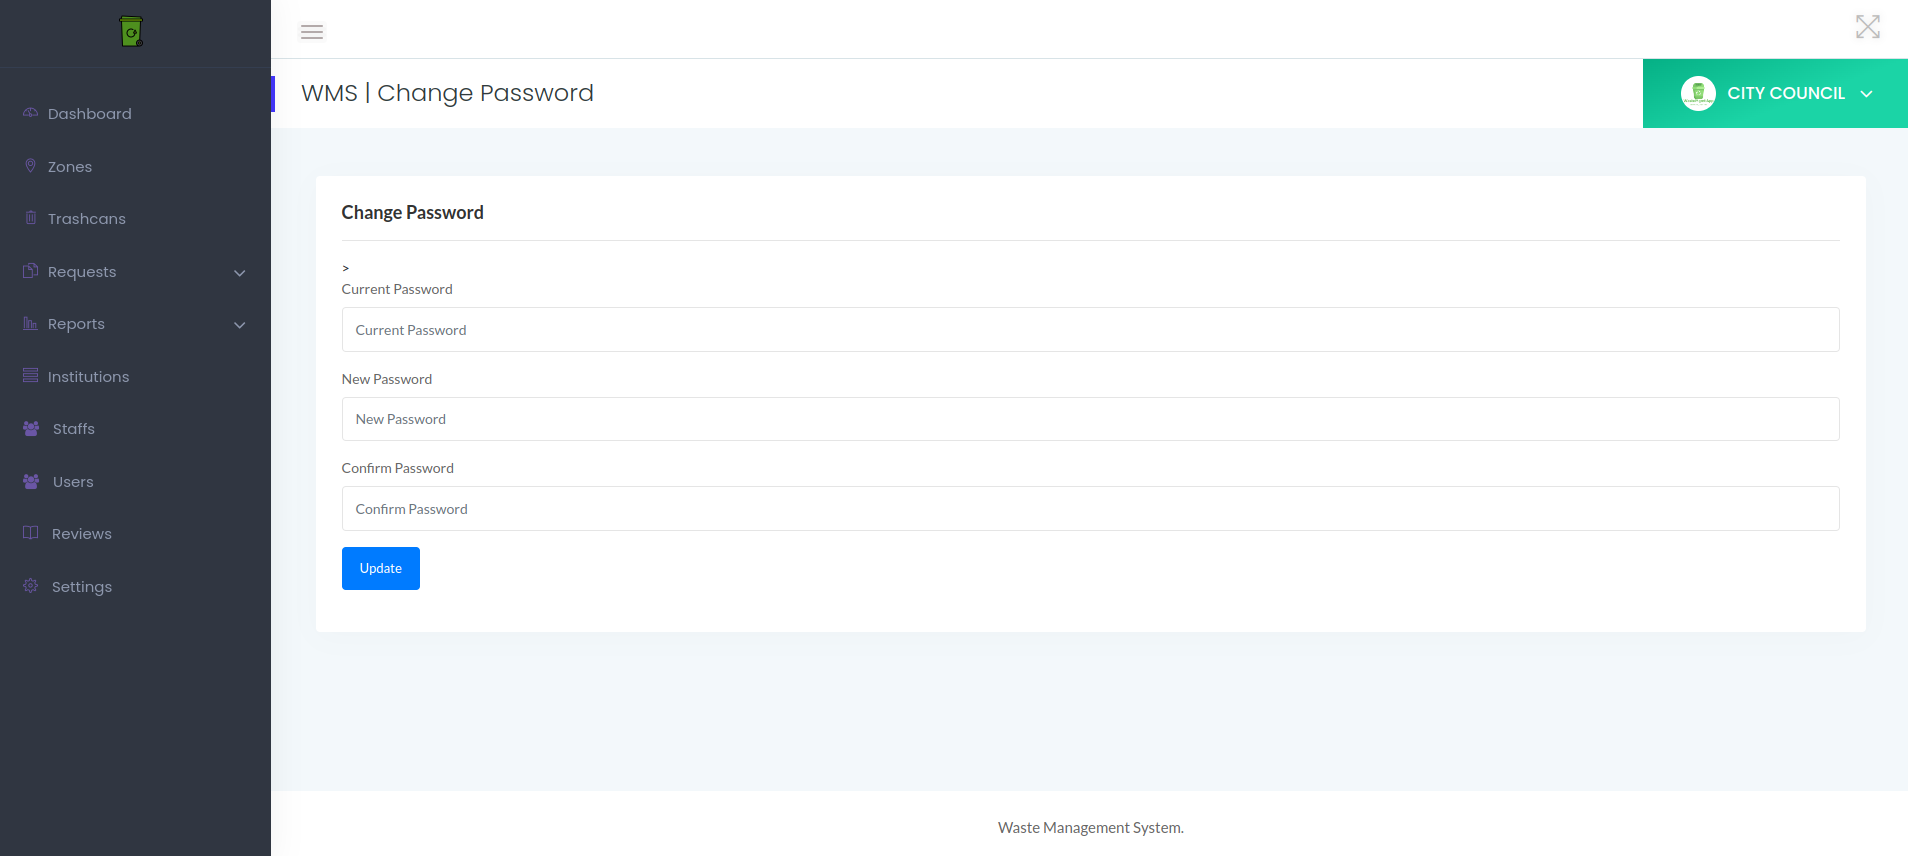 WMS | Change Password
CITY COUNCIL
Dashboard
Zones
Trashcans
Requests
Reports
Institutions
Staffs
Users
Reviews
Settings
Change Password
>
Current Password
Current Password
New Password
New Password
Confirm Password
Confirm Password
Update
Waste Management System.